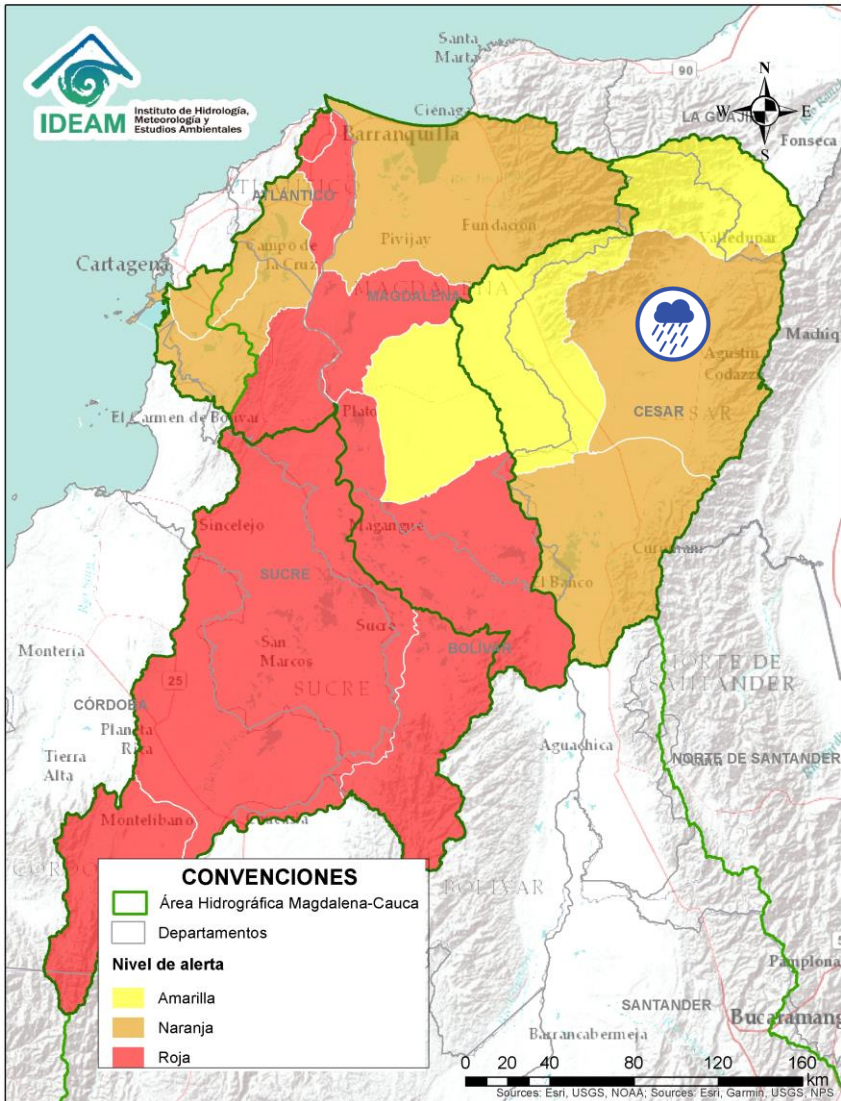 IDEAM
Instituto de Hidrología,
Meteorología y
Estudios Ambientales
Santa
Marta
90
N
W
E
S
LA GUAJIR
Fonseca
Ciénaga
Barranquilla
ATLÁNTICO
Campo de
la Cruz
Pivijay
Fundación
Valledupar
Cartagena
MAGDALENA
Machiq
Agustín
Codazzi
El Carmen de Bolívar
Plato
CESAR
Sincelejo
Magangué
Curumaní
SUCRE
El Banco
Montería
San
Marcos
Sucre
BOLÍVAR
SUCRE
NORTE DE
SANTANDER
25
CÓRDOBA
Planeta
Rica
Tierra
Alta
Aguachica
NORTE DE SANTANDER
Montelíbano
Caucasia
BOLÍVAR
CONVENCIONES
Área Hidrográfica Magdalena-Cauca
Departamentos
Nivel de alerta
Amarilla
Naranja
Roja
Pamplona
SANTANDER
Bucaramang
Barrancabermeja
0 20 40 80 120 160
km
Sources: Esri, USGS, NOAA; Sources: Esri, Garmin, USGS, NPS